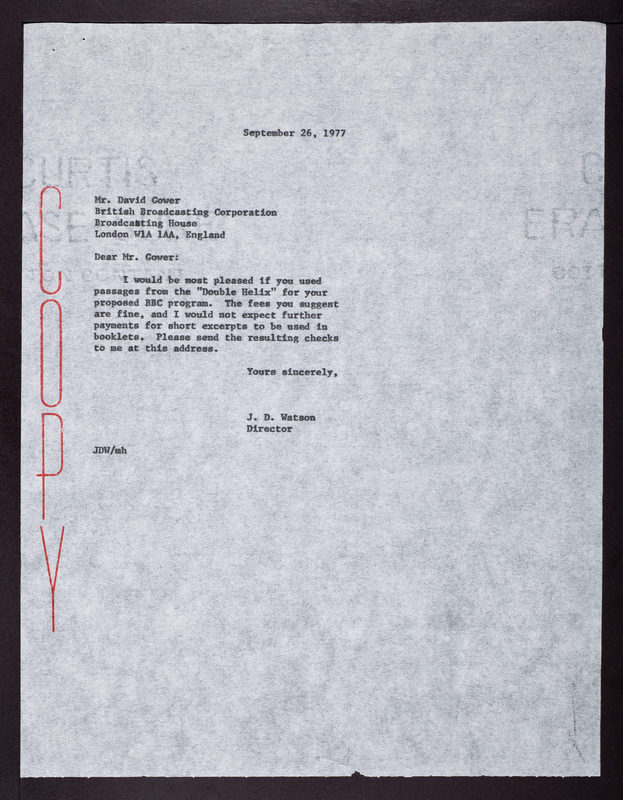 September 26, 1977
Mr. David Gower
British Broadcasting Corporation
Broadcasting House
London W1A 1AA, England
Dear Mr. Gower:
I would be most pleased if you used
passages from the "Double Helix" for your
proposed BBC program. The fees you suggest
are fine, and I would not expect further
payments for short excerpts to be used in
booklets. Please send the resulting checks
to me at this address.
Yours sincerely,
J. D. Watson
Director
JDW/mh
COPY
CURTIS